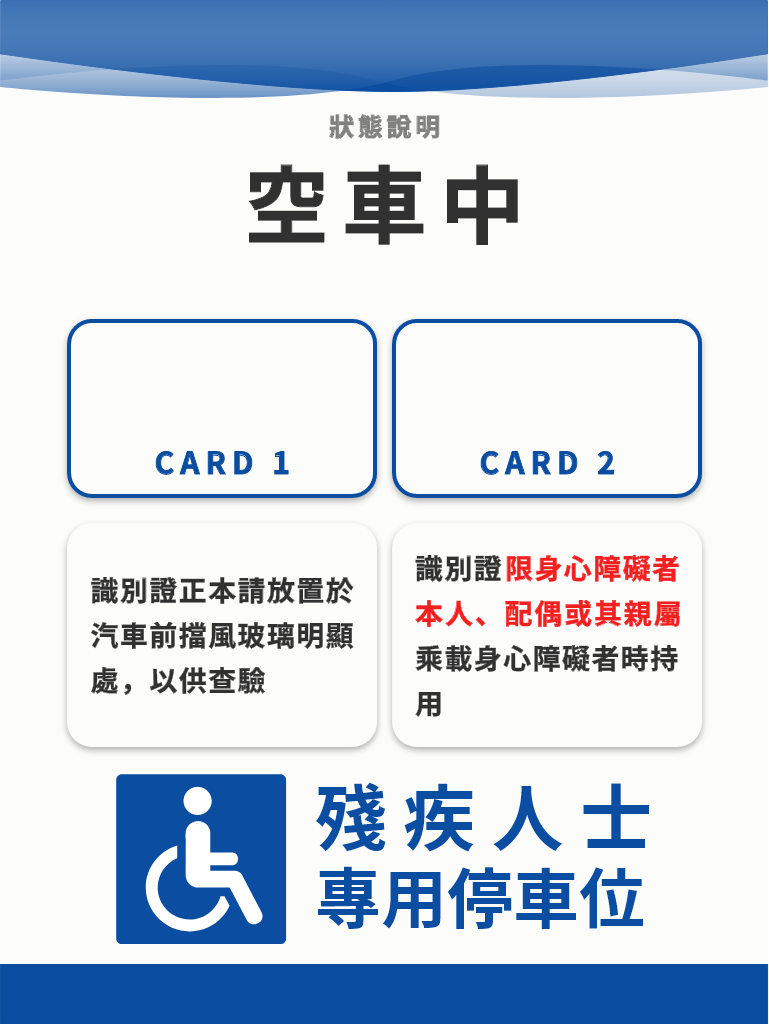 狀態說明
空車中
CARD 1
CARD 2
識別證正本請放置於
汽車前擋風玻璃明顯
處，以供查驗
識別證限身心障礙者
本人、配偶或其親屬
乘載身心障礙者時持
用
殘疾人士
專用停車位